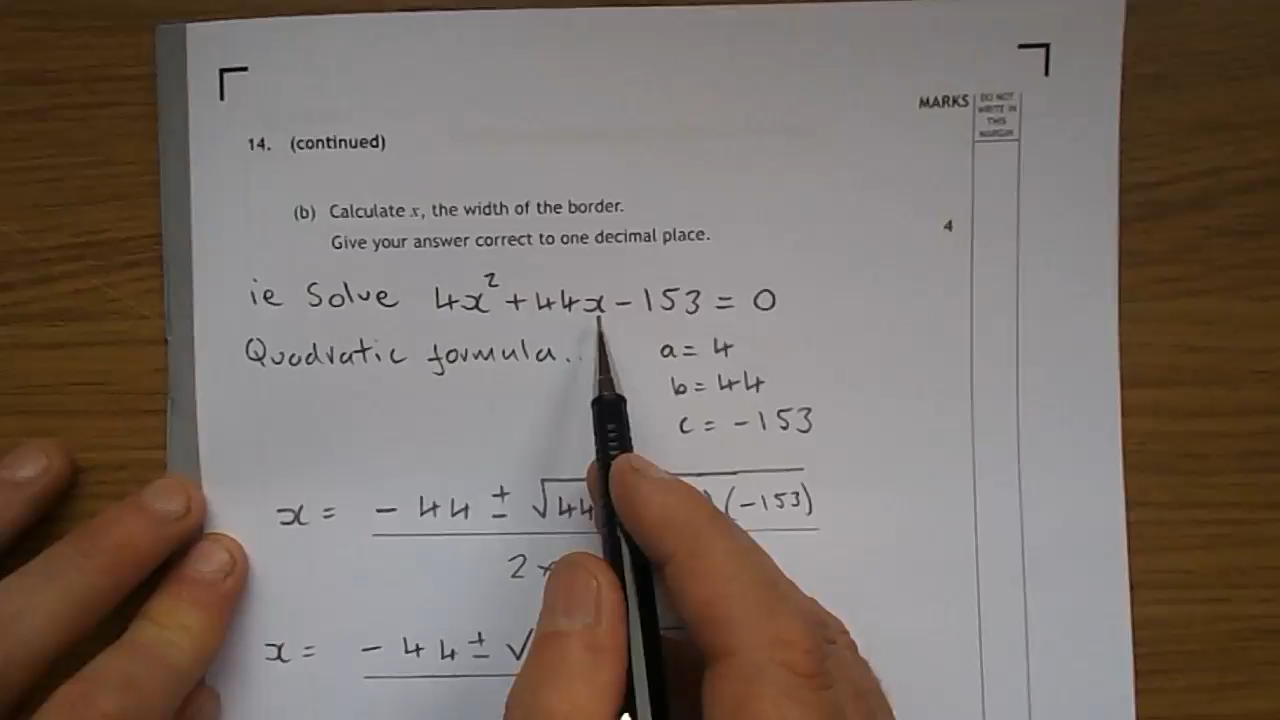 MARKS
DO NOT
WRITE IN
THIS
MARGIN
14. (continued)
(b) Calculate x, the width of the border.
4
Give your answer correct to one decimal place.
ie Solve 4x² + 44x - 153 = 0
Quadratic formula..
a = 4
b = 44
c = -153
x = - 44 ± √44 )(-153)
2
x = - 44 ± √